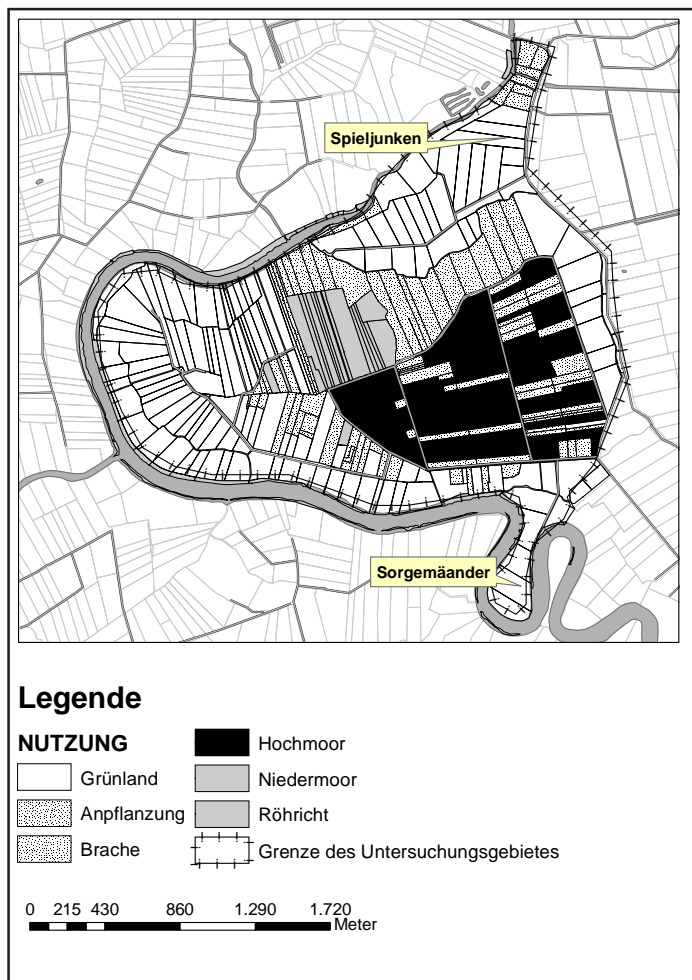 Spieljunken
Sorgemäander
Legende
NUTZUNG
Grünland
Anpflanzung
Brache
Hochmoor
Niedermoor
Röhricht
Grenze des Untersuchungsgebietes
0 215 430 860 1.290 1.720
Meter